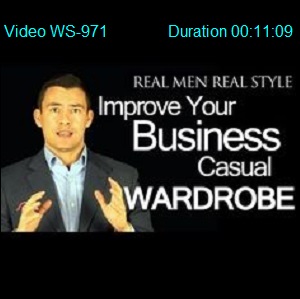 Video WS-971 Duration 00:11:09
REAL MEN REAL STYLE
Improve Your
Business
Casual
WARDROBE